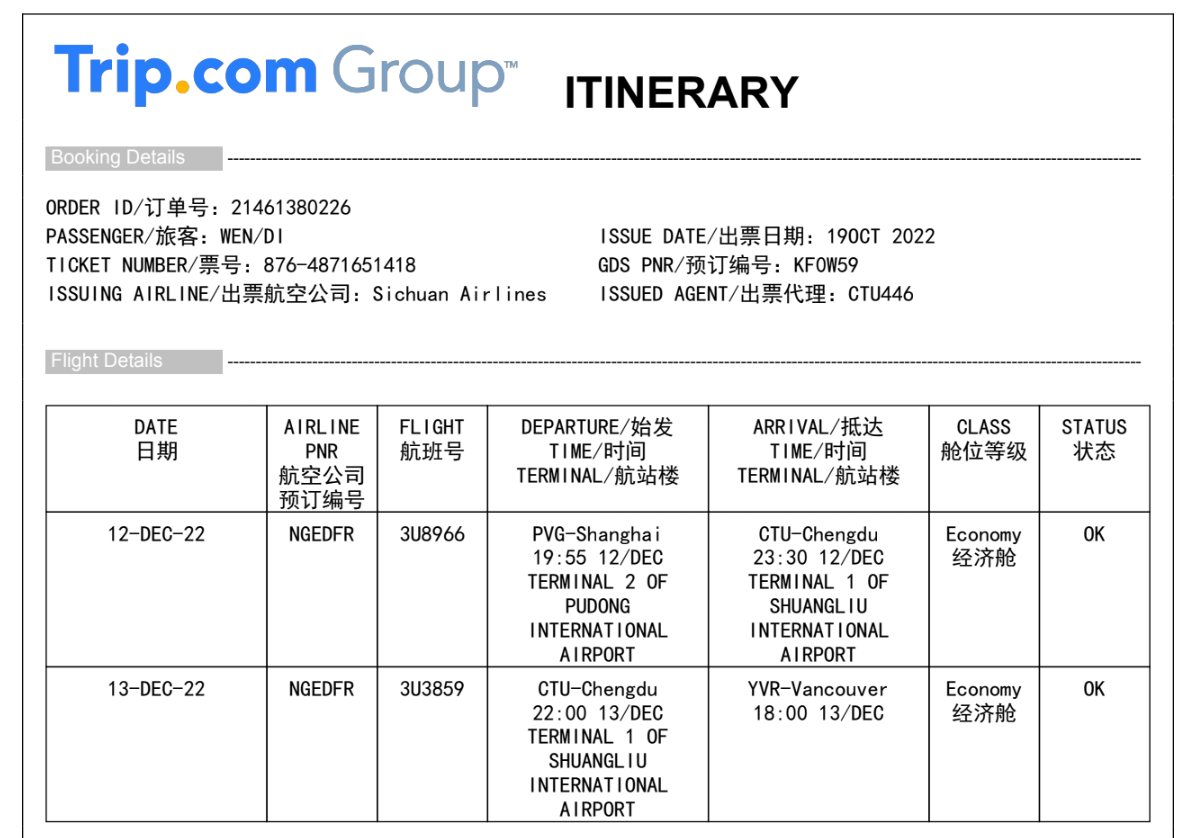 Trip.com Group™ ITINERARY
Booking Details
ORDER ID/订单号: 21461380226
PASSENGER/旅客: WEN/DI ISSUE DATE/出票日期: 19OCT 2022
TICKET NUMBER/票号: 876-4871651418 GDS PNR/预订编号: KF0W59
ISSUING AIRLINE/出票航空公司: Sichuan Airlines ISSUED AGENT/出票代理: CTU446
Flight Details
DATE
日期
AIRLINE
PNR
航空公司
预订编号
FLIGHT
航班号
DEPARTURE/始发
TIME/时间
TERMINAL/航站楼
ARRIVAL/抵达
TIME/时间
TERMINAL/航站楼
CLASS
舱位等级
STATUS
状态
12-DEC-22
NGEDFR
3U8966
PVG-Shanghai
19:55 12/DEC
TERMINAL 2 OF
PUDONG
INTERNATIONAL
AIRPORT
CTU-Chengdu
23:30 12/DEC
TERMINAL 1 OF
SHUANGLIU
INTERNATIONAL
AIRPORT
Economy
经济舱
OK
13-DEC-22
NGEDFR
3U3859
CTU-Chengdu
22:00 13/DEC
TERMINAL 1 OF
SHUANGLIU
INTERNATIONAL
AIRPORT
YVR-Vancouver
18:00 13/DEC
Economy
经济舱
OK